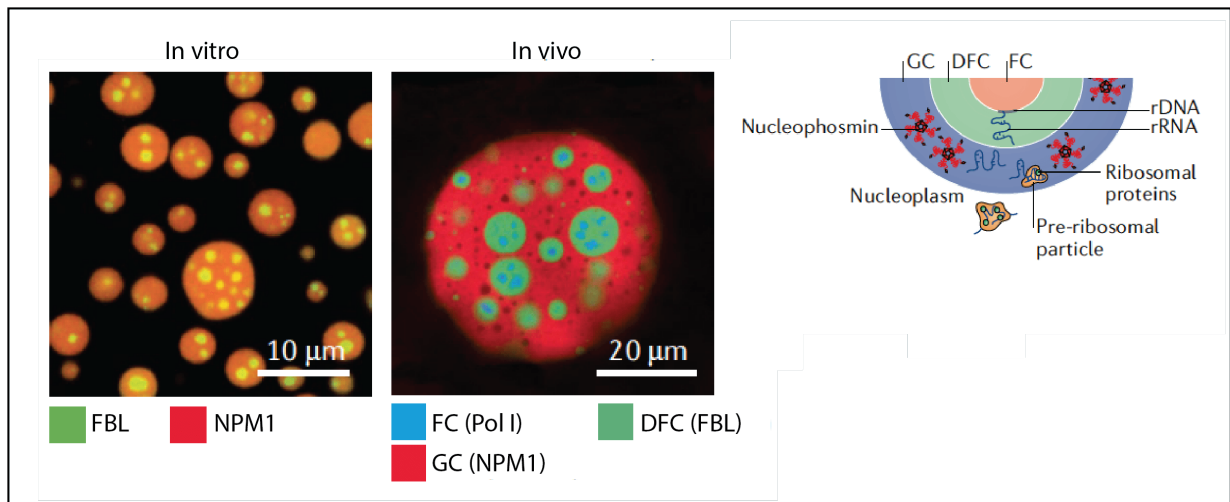 In vitro
In vivo
10 μm
20 μm
FBL
NPM1
FC (Pol I)
DFC (FBL)
GC (NPM1)
GC
DFC
FC
rDNA
Nucleophosmin
rRNA
Ribosomal
proteins
Nucleoplasm
Pre-ribosomal
particle